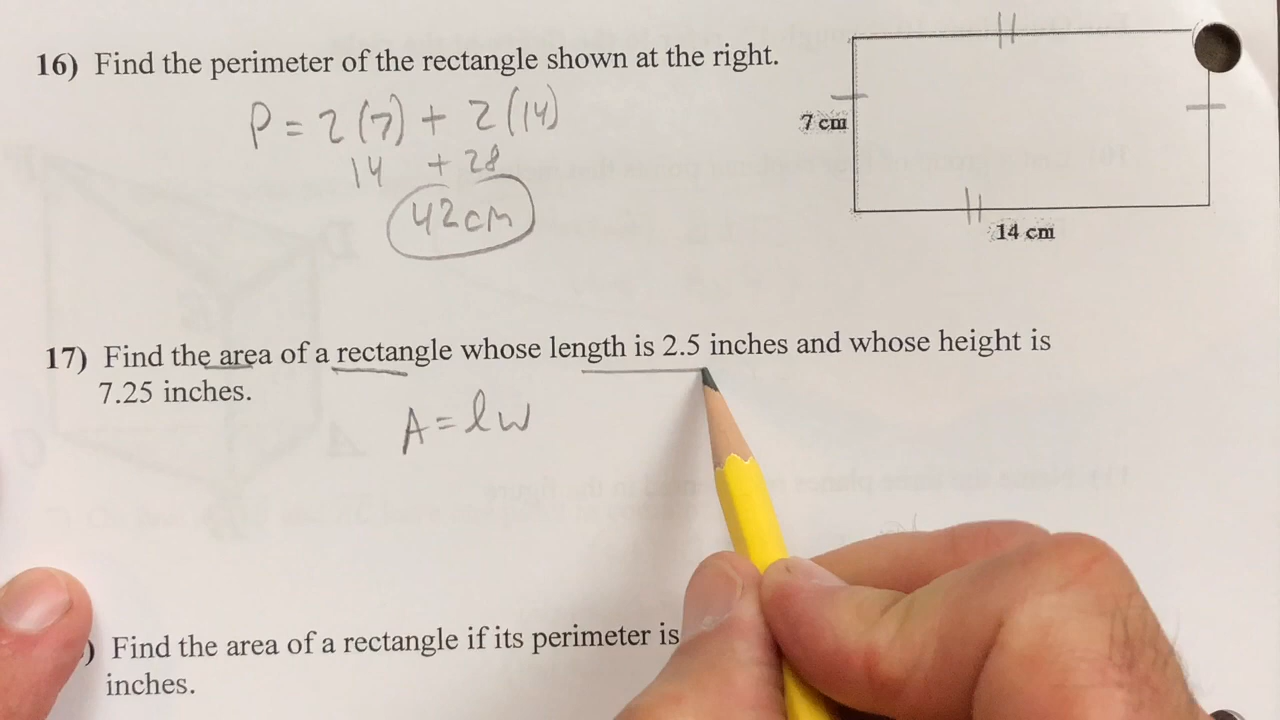 16) Find the perimeter of the rectangle shown at the right.
P = 2(7) + 2(14)
14 + 28
42cm
7 cm
14 cm
17) Find the area of a rectangle whose length is 2.5 inches and whose height is
7.25 inches.
A = lw
) Find the area of a rectangle if its perimeter is
inches.